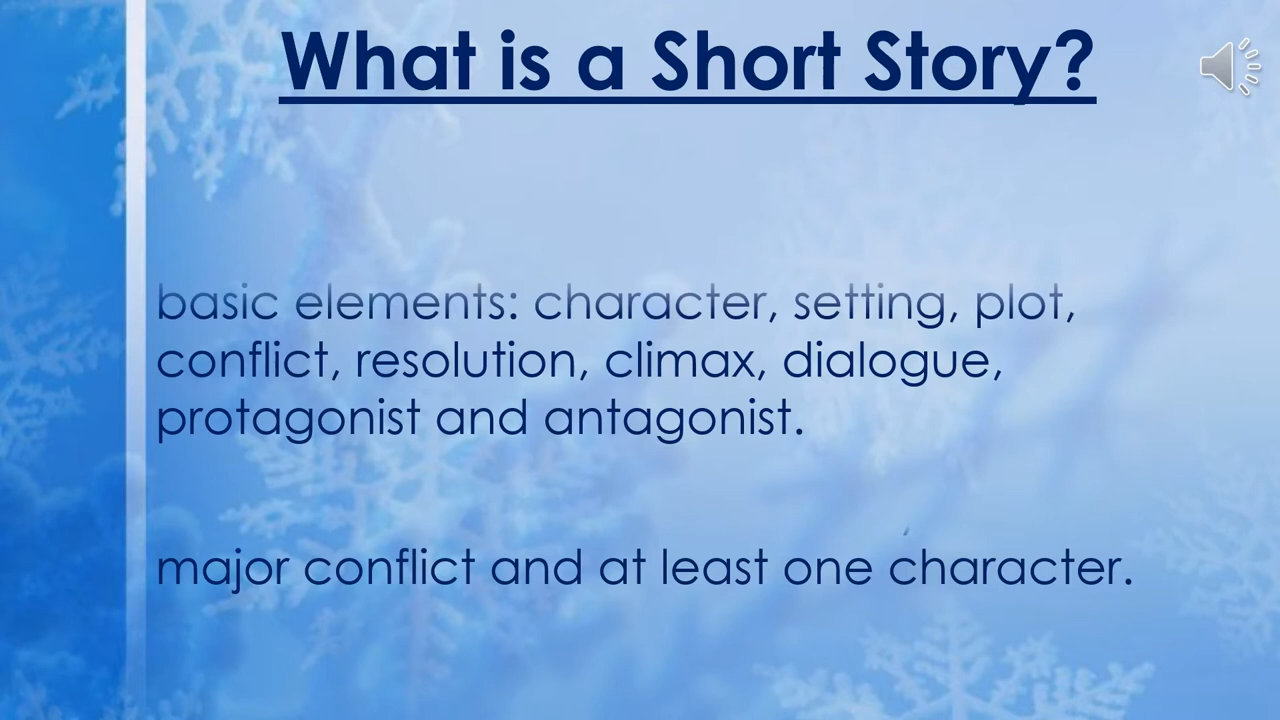 What is a Short Story?
basic elements: character, setting, plot,
conflict, resolution, climax, dialogue,
protagonist and antagonist.
major conflict and at least one character.